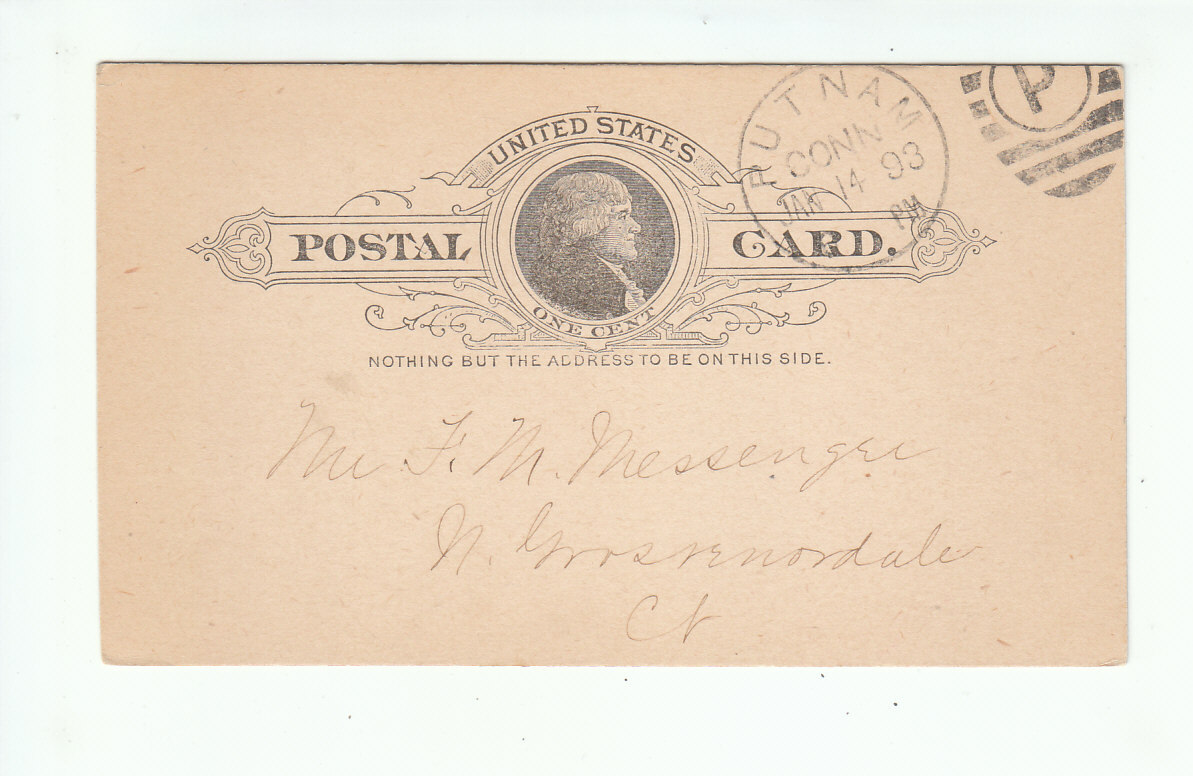 PUTNAM
CONN
JAN 14 93
PM
P
UNITED STATES
POSTAL CARD.
ONE CENT
NOTHING BUT THE ADDRESS TO BE ON THIS SIDE.
Mr F. M. Messenger
N. Grosvenordale
Ct